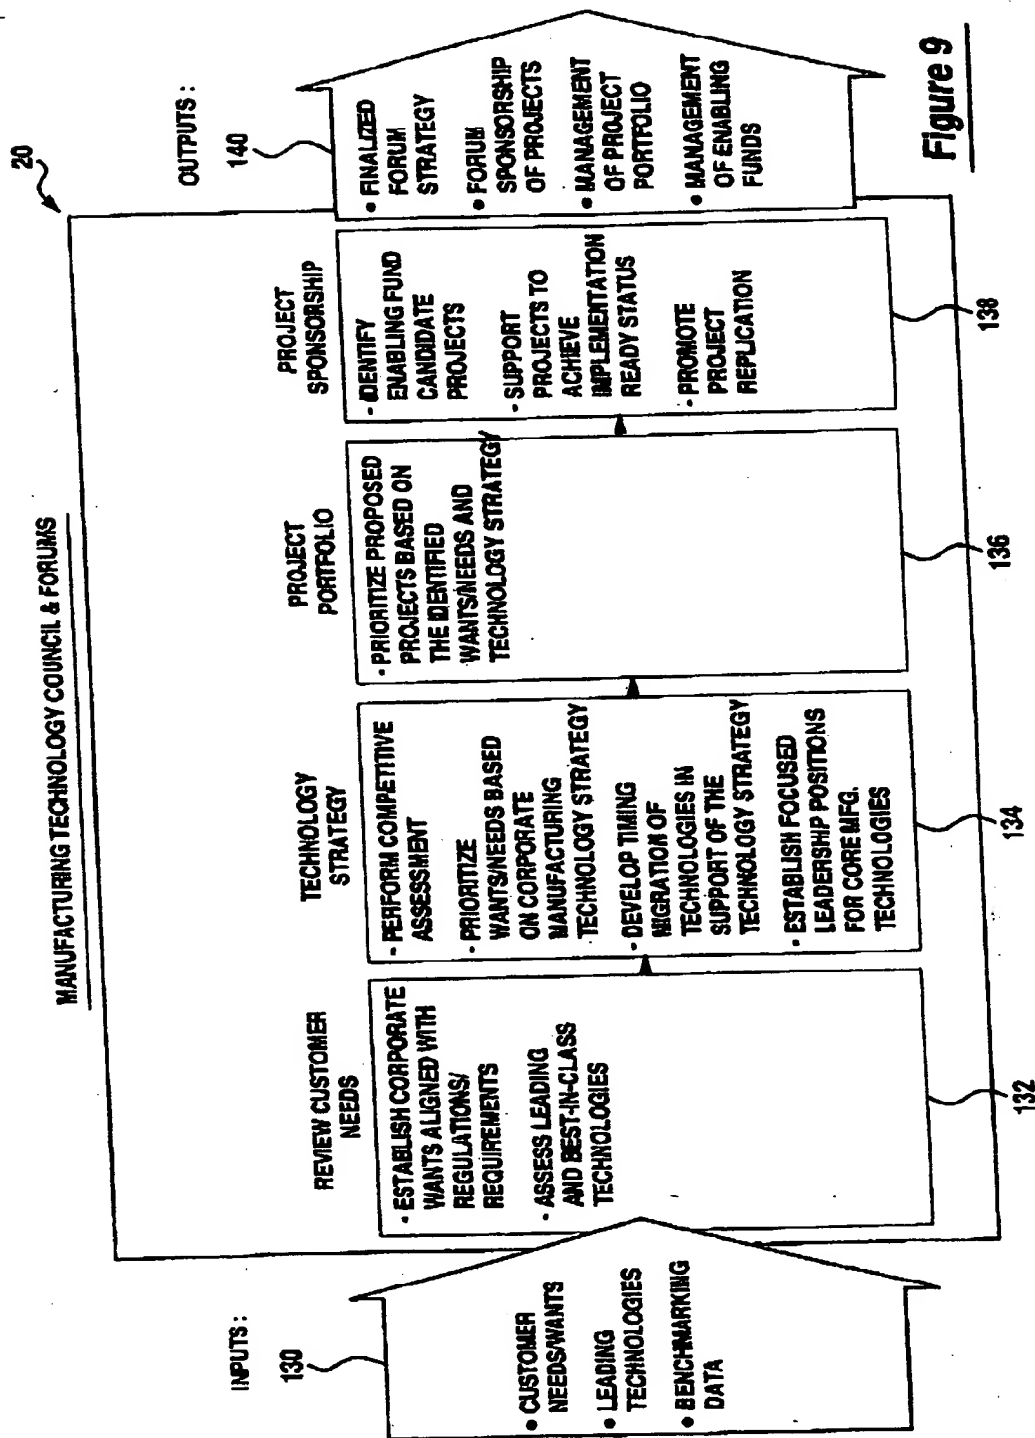 MANUFACTURING TECHNOLOGY COUNCIL & FORUMS
20
INPUTS :
130
• CUSTOMER
NEEDS/WANTS
• LEADING
TECHNOLOGIES
• BENCHMARKING
DATA
REVIEW CUSTOMER
NEEDS
- ESTABLISH CORPORATE
WANTS ALIGNED WITH
REGULATIONS/
REQUIREMENTS
- ASSESS LEADING
AND BEST-IN-CLASS
TECHNOLOGIES
132
TECHNOLOGY
STRATEGY
- PERFORM COMPETITIVE
ASSESSMENT
- PRIORITIZE
WANTS/NEEDS BASED
ON CORPORATE
MANUFACTURING
TECHNOLOGY STRATEGY
- DEVELOP TIMING
MIGRATION OF
TECHNOLOGIES IN
SUPPORT OF THE
TECHNOLOGY STRATEGY
- ESTABLISH FOCUSED
LEADERSHIP POSITIONS
FOR CORE MFG.
TECHNOLOGIES
134
PROJECT
PORTFOLIO
- PRIORITIZE PROPOSED
PROJECTS BASED ON
THE IDENTIFIED
WANTS/NEEDS AND
TECHNOLOGY STRATEGY
136
PROJECT
SPONSORSHIP
- IDENTIFY
ENABLING FUND
CANDIDATE
PROJECTS
- SUPPORT
PROJECTS TO
ACHIEVE
IMPLEMENTATION
READY STATUS
- PROMOTE
PROJECT
REPLICATION
138
OUTPUTS :
140
• FINALIZED
FORUM
STRATEGY
• FORUM
SPONSORSHIP
OF PROJECTS
• MANAGEMENT
OF PROJECT
PORTFOLIO
• MANAGEMENT
OF ENABLING
FUNDS
Figure 9